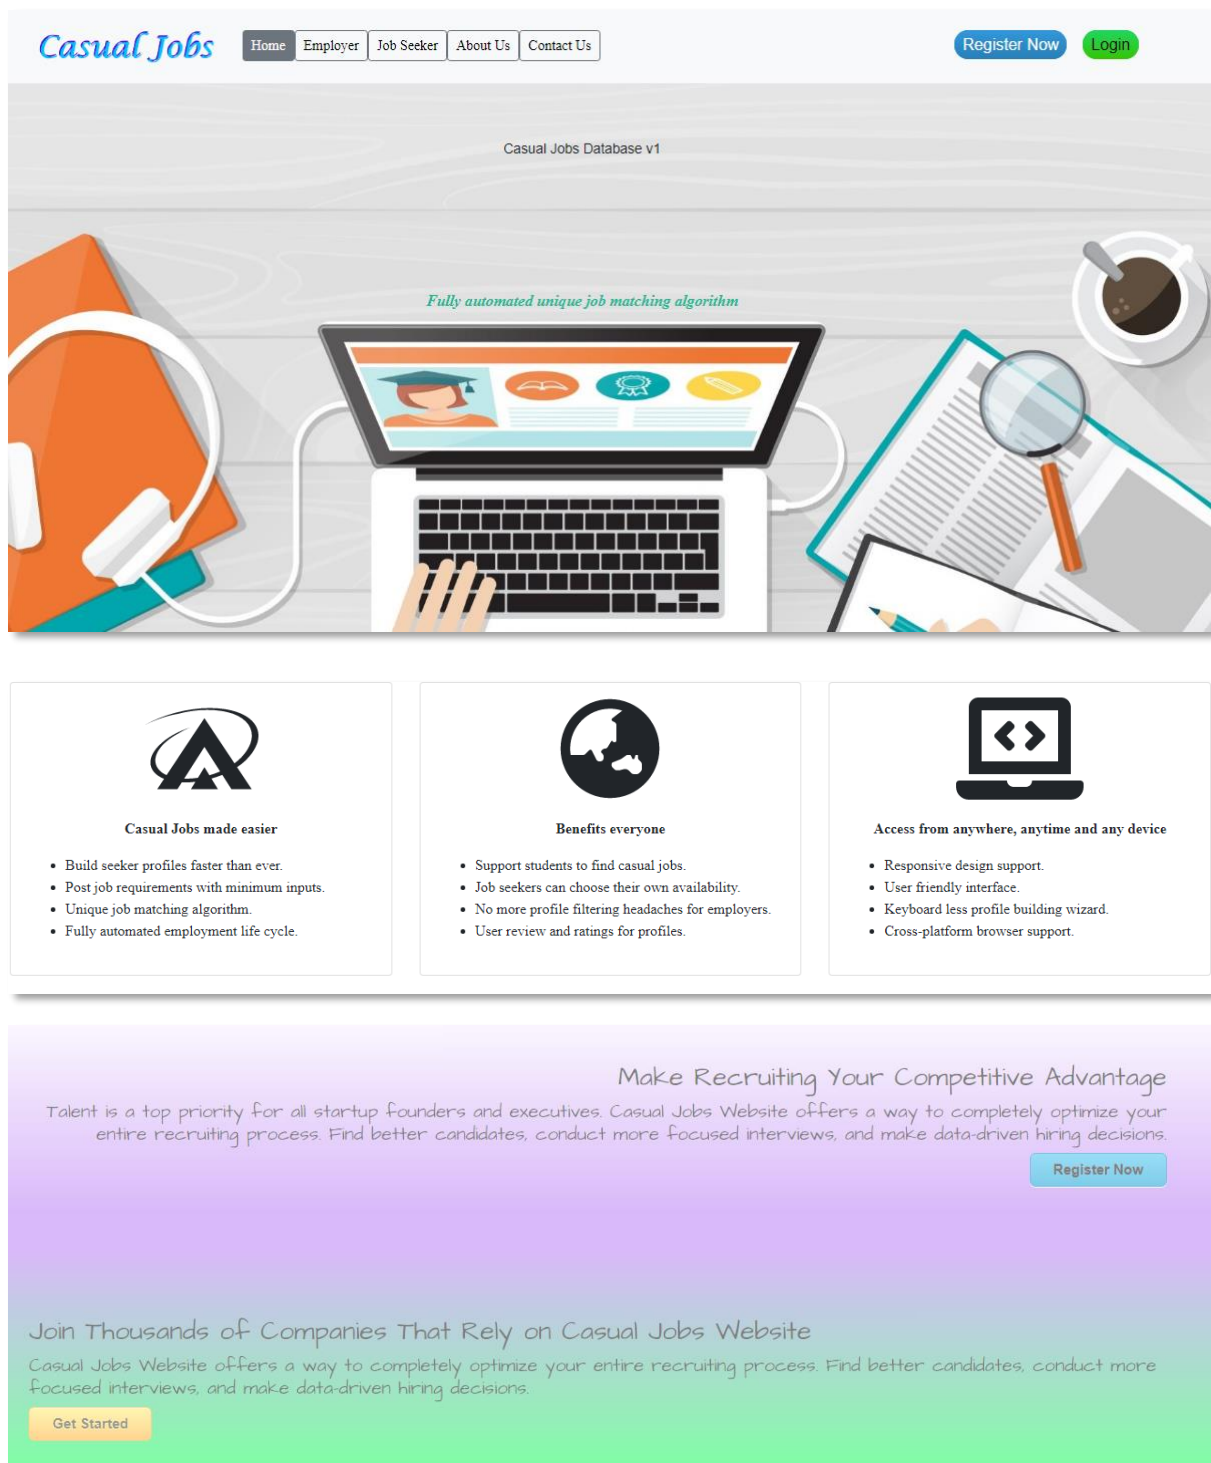 Casual Jobs
Home Employer Job Seeker About Us Contact Us
Register Now Login
Casual Jobs Database v1
Fully automated unique job matching algorithm
Casual Jobs made easier
Build seeker profiles faster than ever.
Post job requirements with minimum inputs.
Unique job matching algorithm.
Fully automated employment life cycle.
Benefits everyone
Support students to find casual jobs.
Job seekers can choose their own availability.
No more profile filtering headaches for employers.
User review and ratings for profiles.
Access from anywhere, anytime and any device
Responsive design support.
User friendly interface.
Keyboard less profile building wizard.
Cross-platform browser support.
Make Recruiting Your Competitive Advantage
Talent is a top priority for all startup founders and executives. Casual Jobs Website offers a way to completely optimize your
entire recruiting process. Find better candidates, conduct more focused interviews, and make data-driven hiring decisions.
Register Now
Join Thousands of Companies That Rely on Casual Jobs Website
Casual Jobs Website offers a way to completely optimize your entire recruiting process. Find better candidates, conduct more
focused interviews, and make data-driven hiring decisions.
Get Started